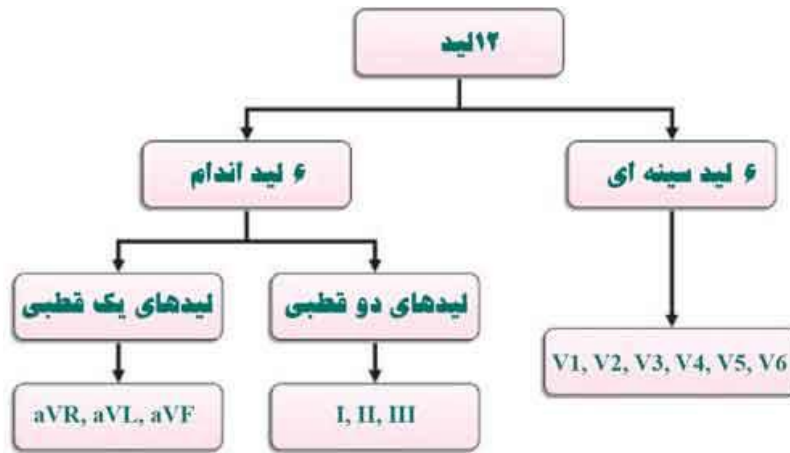 ۱۲لید
۶ لید اندام
۶ لید سینه ای
لیدهای یک قطبی
لیدهای دو قطبی
V1, V2, V3, V4, V5, V6
aVR, aVL, aVF
I, II, III